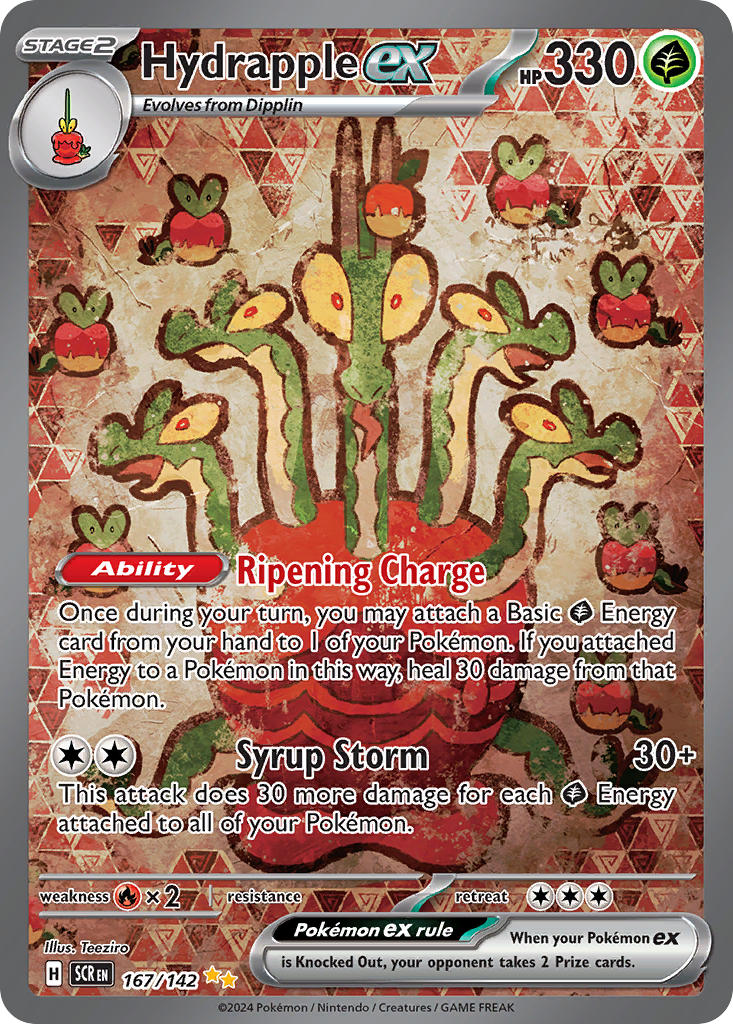 STAGE2
Hydrapple ex
HP 330
Evolves from Dipplin
Ability Ripening Charge
Once during your turn, you may attach a Basic Energy
card from your hand to 1 of your Pokémon. If you attached
Energy to a Pokémon in this way, heal 30 damage from that
Pokémon.
Syrup Storm 30+
This attack does 30 more damage for each Energy
attached to all of your Pokémon.
weakness ×2 resistance retreat
Illus. Teeziro
Pokémon ex rule When your Pokémon ex
is Knocked Out, your opponent takes 2 Prize cards.
H SCR EN 167/142
©2024 Pokémon / Nintendo / Creatures / GAME FREAK